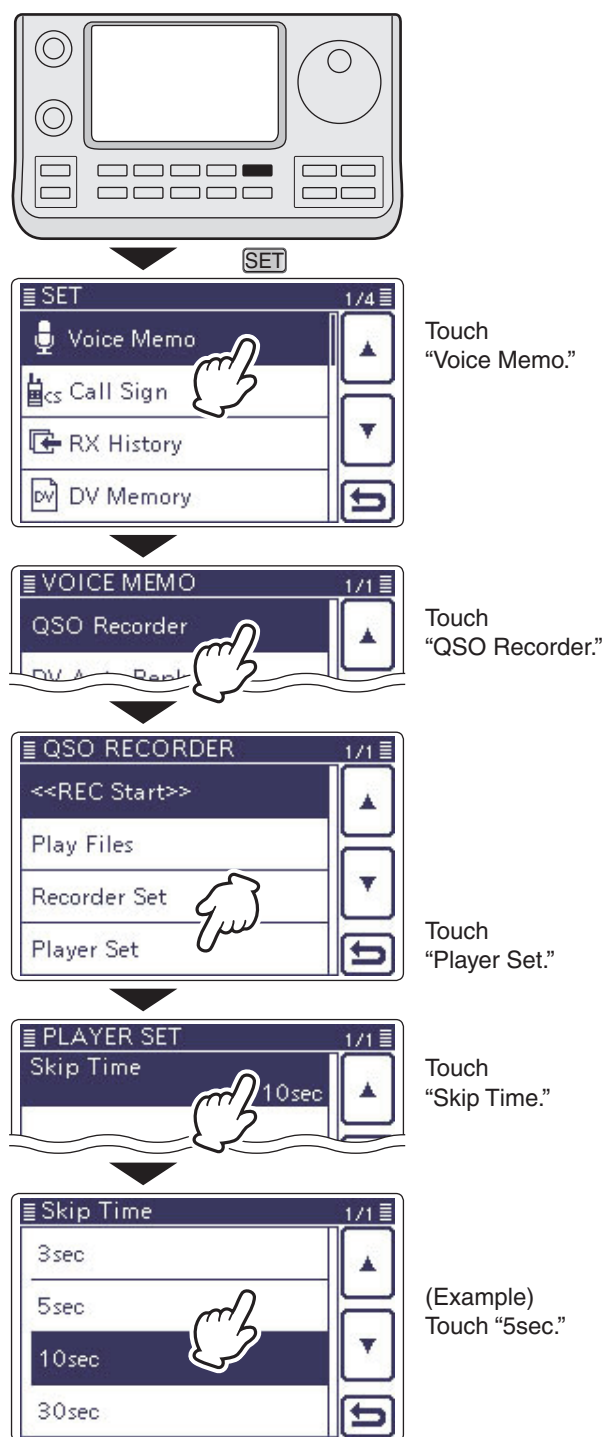 SET
SET 1/4
Voice Memo
CS Call Sign
RX History
DV DV Memory
Touch
“Voice Memo.”
VOICE MEMO 1/1
QSO Recorder
Touch
“QSO Recorder.”
QSO RECORDER 1/1
<<REC Start>>
Play Files
Recorder Set
Player Set
Touch
“Player Set.”
PLAYER SET 1/1
Skip Time
10sec
Touch
“Skip Time.”
Skip Time 1/1
3sec
5sec
10sec
30sec
(Example)
Touch “5sec.”